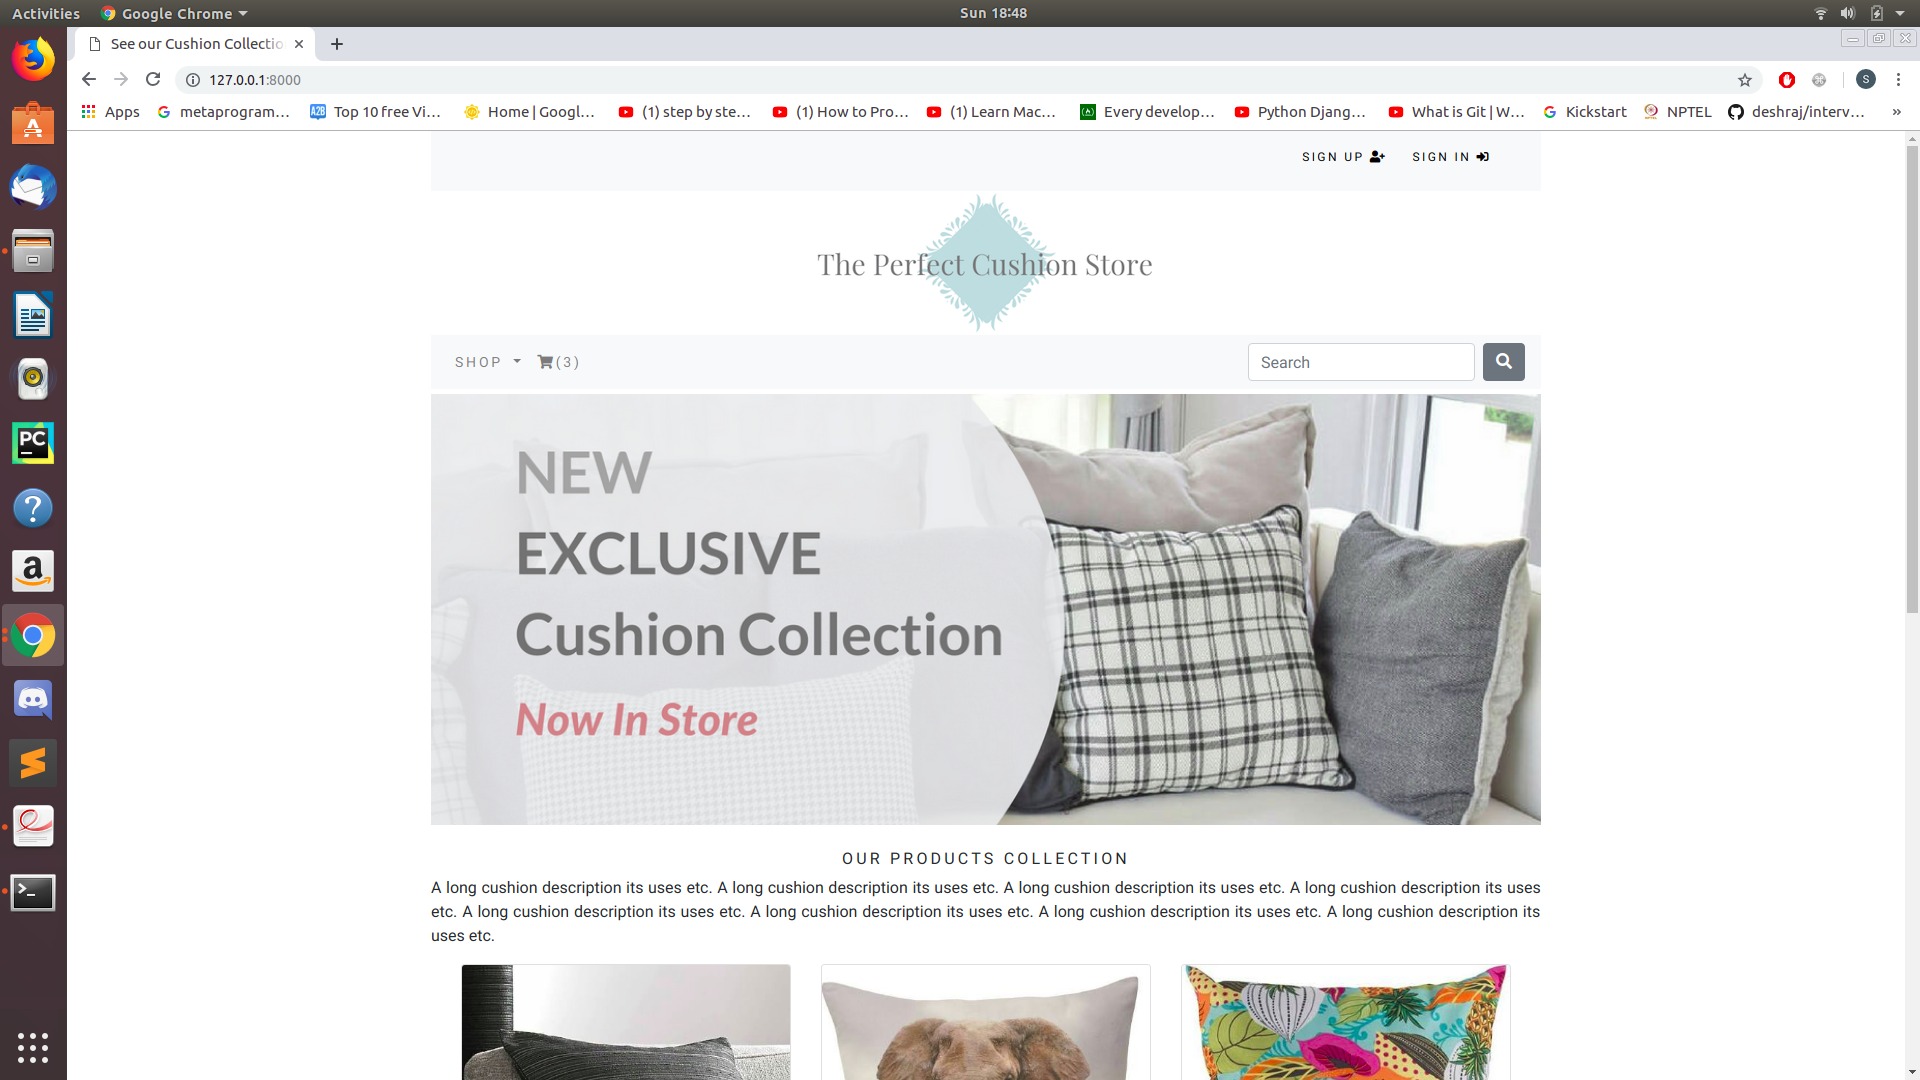 Activities
Google Chrome
Sun 18:48
See our Cushion Collectio
127.0.0.1:8000
S
Apps
metaprogram…
Top 10 free Vi…
Home | Googl…
(1) step by ste…
(1) How to Pro…
(1) Learn Mac…
Every develop…
Python Djang…
What is Git | W…
Kickstart
NPTEL
deshraj/interv…
»
SIGN UP
SIGN IN
The Perfect Cushion Store
SHOP
(3)
Search
NEW
EXCLUSIVE
Cushion Collection
Now In Store
OUR PRODUCTS COLLECTION
A long cushion description its uses etc. A long cushion description its uses etc. A long cushion description its uses etc. A long cushion description its uses
etc. A long cushion description its uses etc. A long cushion description its uses etc. A long cushion description its uses etc. A long cushion description its
uses etc.
PC